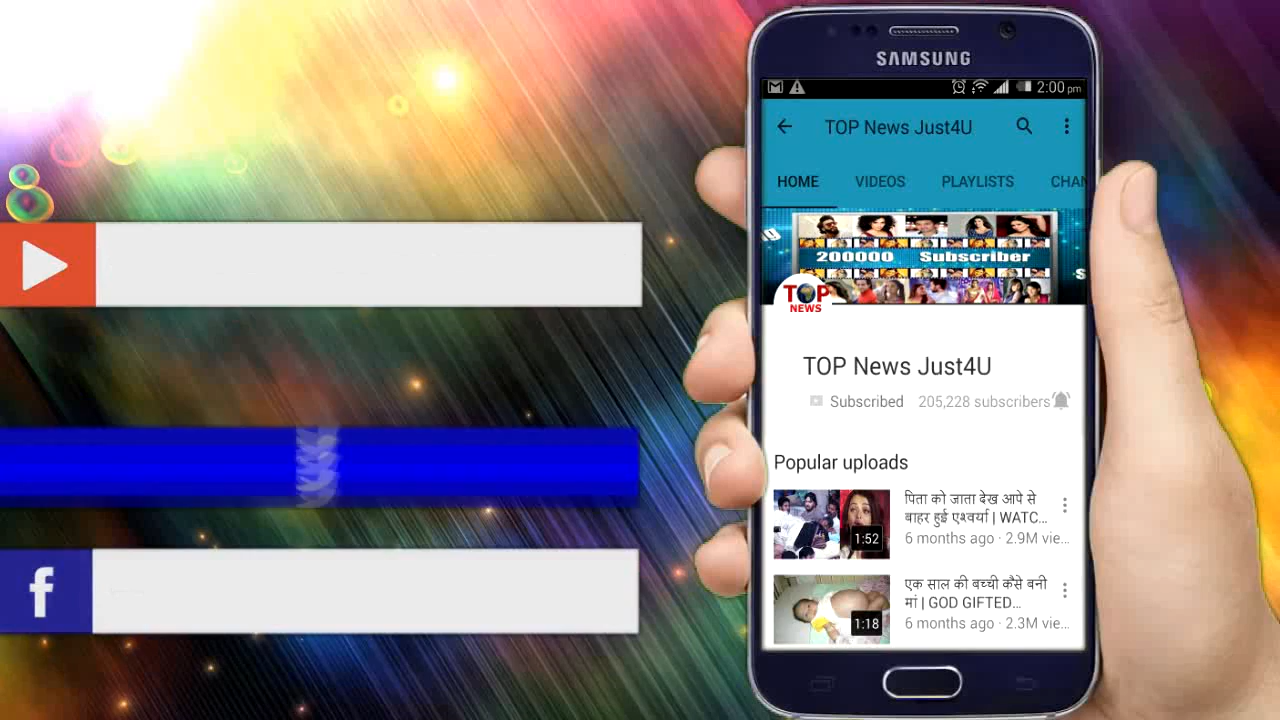 SAMSUNG
2:00 pm
TOP News Just4U
HOME VIDEOS PLAYLISTS CHAN
200000 Subscriber
TOP
NEWS
TOP News Just4U
Subscribed 205,228 subscribers
Popular uploads
पिता को जाता देख आपे से
बाहर हुई एश्वर्या | WATC...
1:52
6 months ago · 2.9M vie...
एक साल की बच्ची कैसे बनी
मां | GOD GIFTED...
1:18
6 months ago · 2.3M vie...